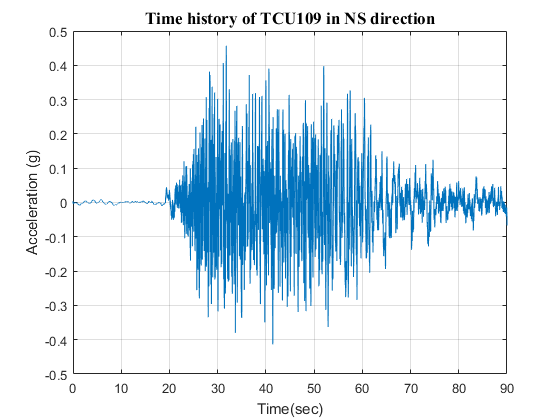 Time history of TCU109 in NS direction
Acceleration (g)
0.5
0.4
0.3
0.2
0.1
0
-0.1
-0.2
-0.3
-0.4
-0.5
0 10 20 30 40 50 60 70 80 90
Time(sec)